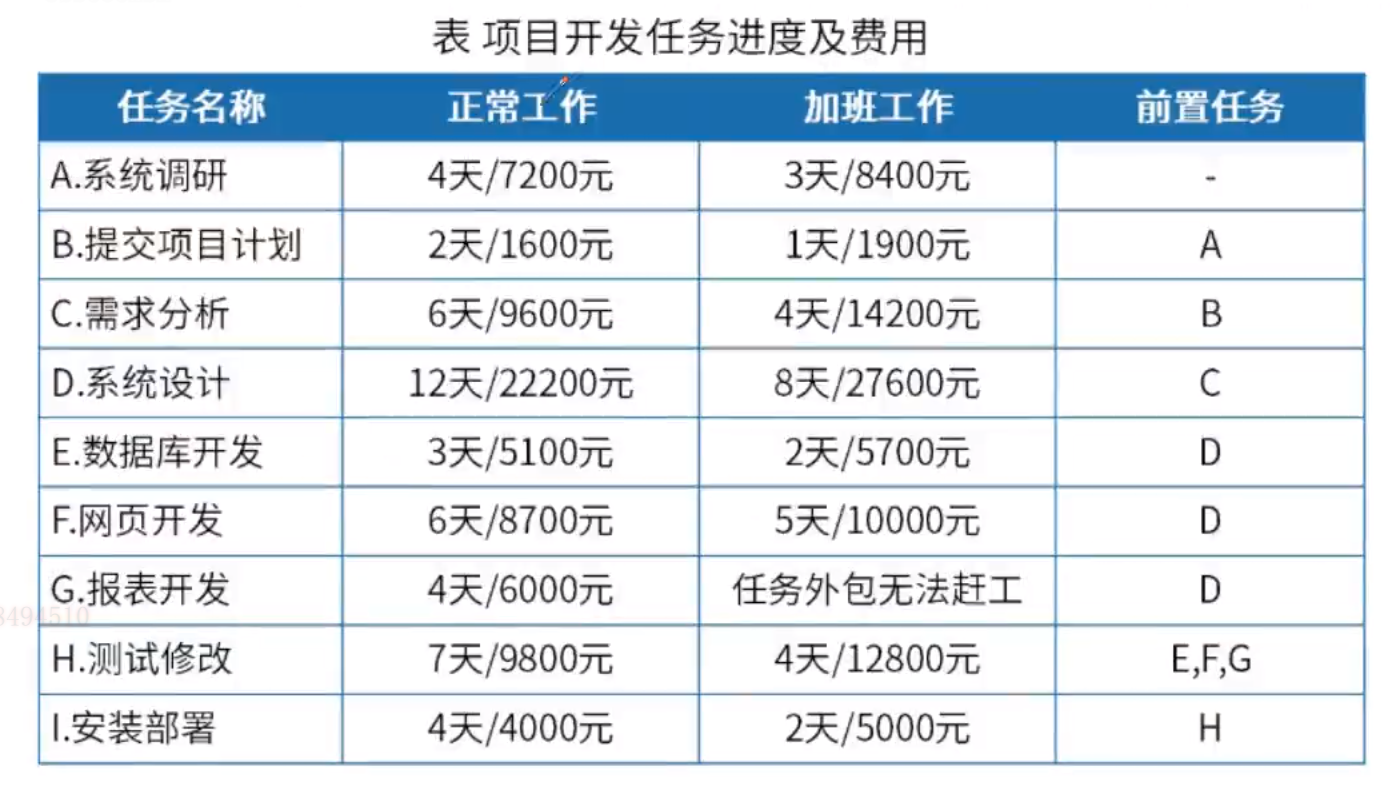 表 项目开发任务进度及费用
任务名称 正常工作 加班工作 前置任务
A.系统调研 4天/7200元 3天/8400元 -
B.提交项目计划 2天/1600元 1天/1900元 A
C.需求分析 6天/9600元 4天/14200元 B
D.系统设计 12天/22200元 8天/27600元 C
E.数据库开发 3天/5100元 2天/5700元 D
F.网页开发 6天/8700元 5天/10000元 D
G.报表开发 4天/6000元 任务外包无法赶工 D
8494510
H.测试修改 7天/9800元 4天/12800元 E,F,G
I.安装部署 4天/4000元 2天/5000元 H